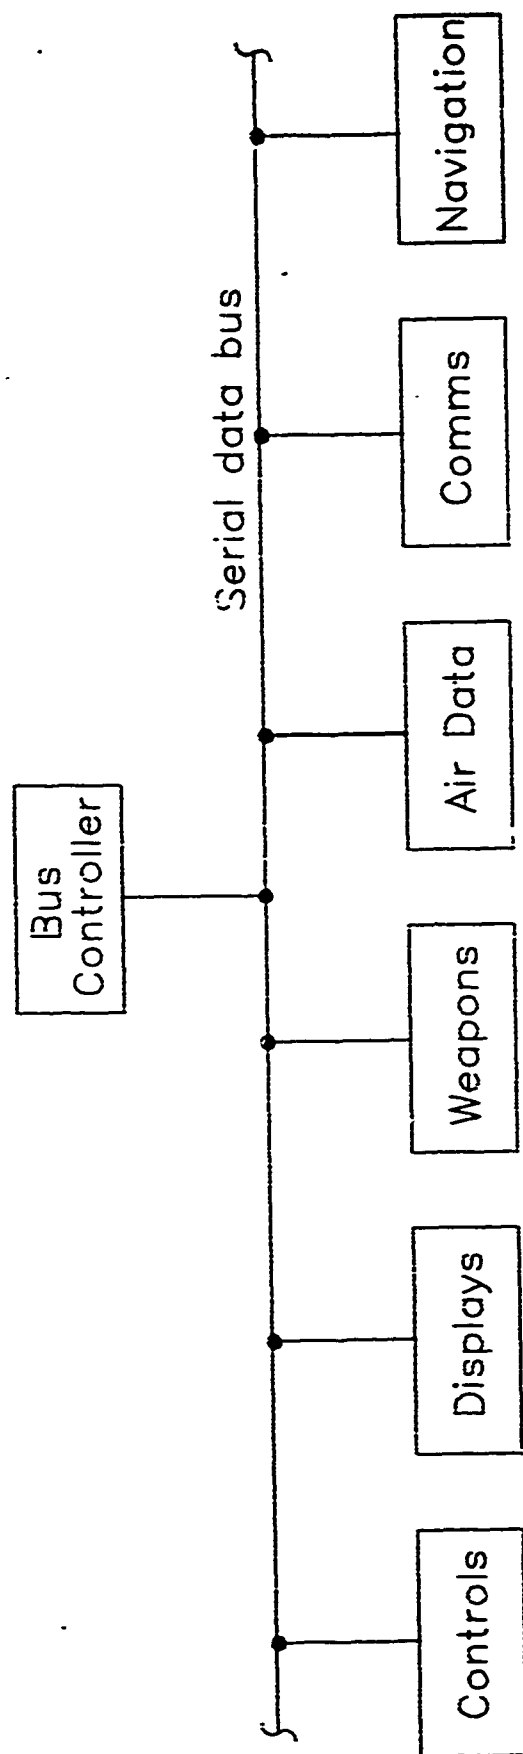 Bus
Controller
Serial data bus
Controls
Displays
Weapons
Air Data
Comms
Navigation